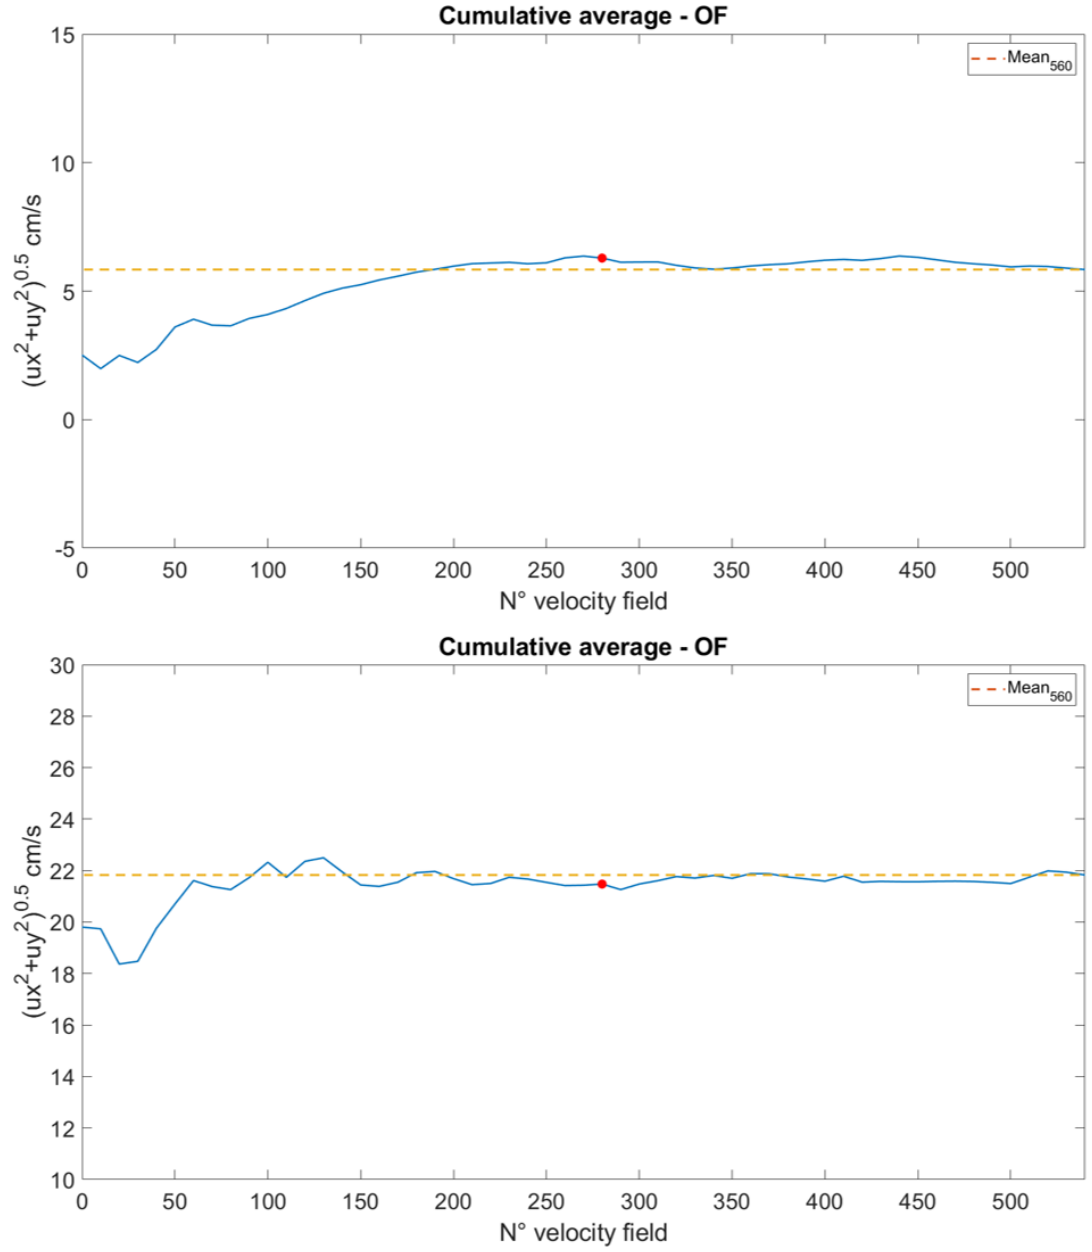 Cumulative average - OF
15
Mean560
10
5
0
-5
(ux2+uy2)0.5 cm/s
0 50 100 150 200 250 300 350 400 450 500
N° velocity field
Cumulative average - OF
30
Mean560
28
26
24
22
20
18
16
14
12
10
(ux2+uy2)0.5 cm/s
0 50 100 150 200 250 300 350 400 450 500
N° velocity field